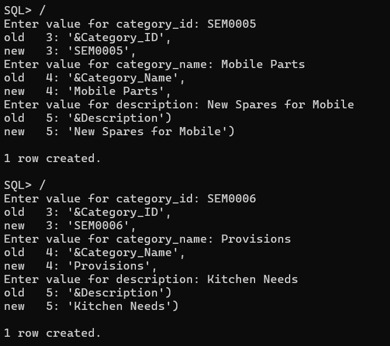 SQL> /
Enter value for category_id: SEM0005
old   3: '&Category_ID',
new   3: 'SEM0005',
Enter value for category_name: Mobile Parts
old   4: '&Category_Name',
new   4: 'Mobile Parts',
Enter value for description: New Spares for Mobile
old   5: '&Description')
new   5: 'New Spares for Mobile')
1 row created.
SQL> /
Enter value for category_id: SEM0006
old   3: '&Category_ID',
new   3: 'SEM0006',
Enter value for category_name: Provisions
old   4: '&Category_Name',
new   4: 'Provisions',
Enter value for description: Kitchen Needs
old   5: '&Description')
new   5: 'Kitchen Needs')
1 row created.